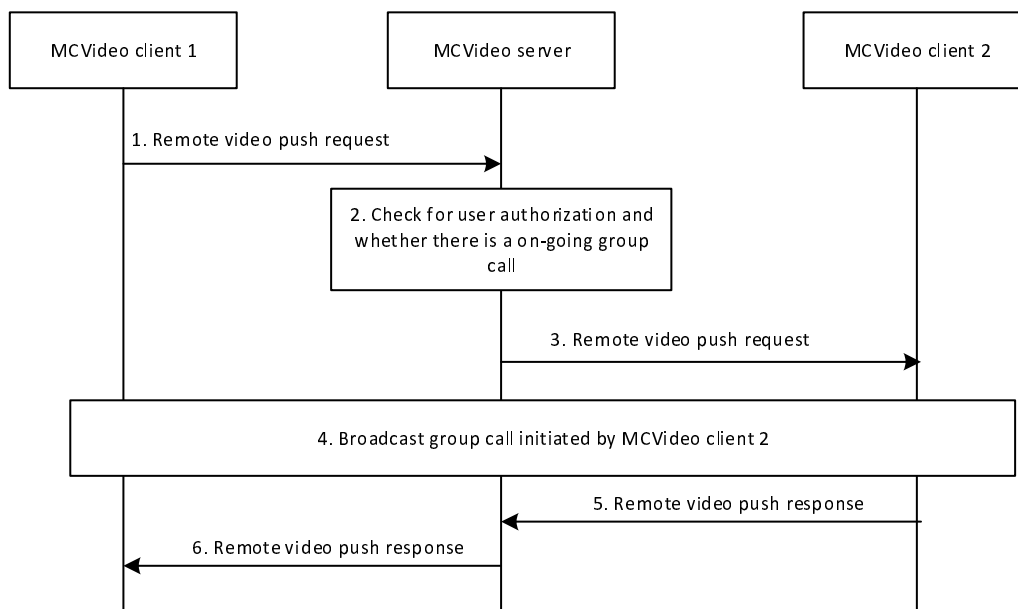 MCVideo client 1
MCVideo server
MCVideo client 2
1. Remote video push request
2. Check for user authorization and
whether there is a on-going group
call
3. Remote video push request
4. Broadcast group call initiated by MCVideo client 2
5. Remote video push response
6. Remote video push response